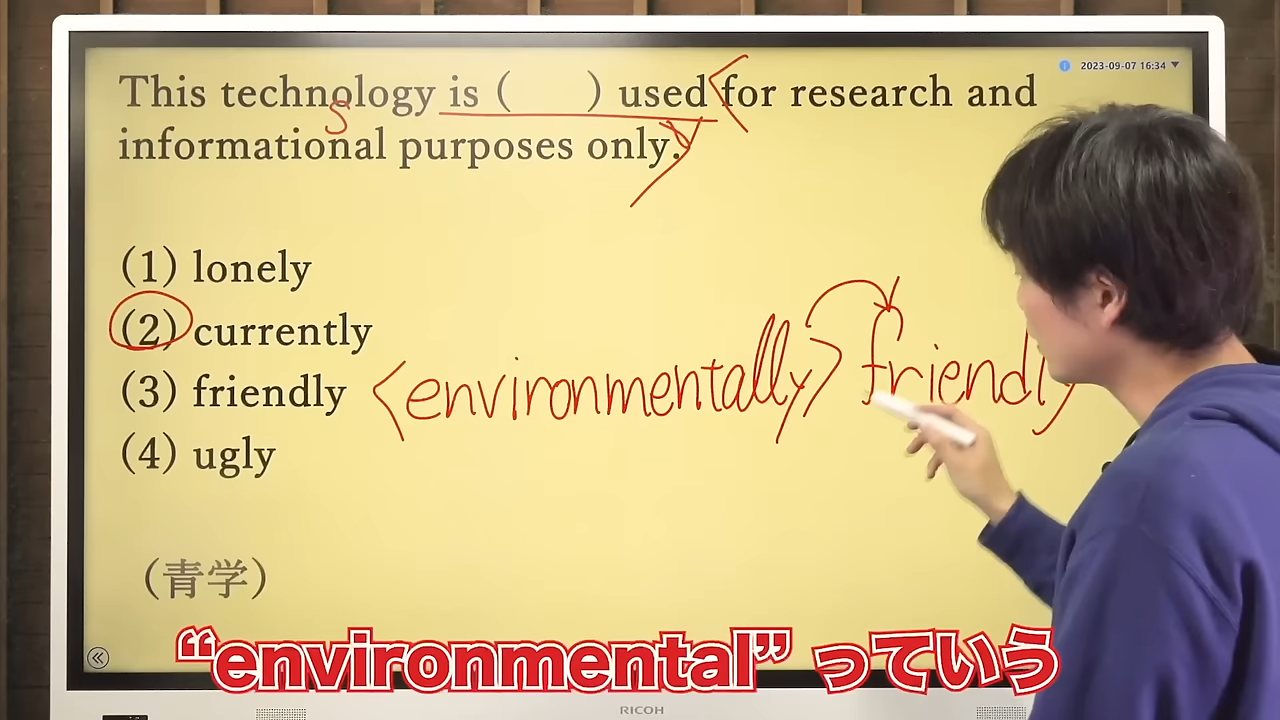 2023-09-07 16:34
This technology is (    ) used for research and
S
informational purposes only.
(1) lonely
(2) currently
(3) friendly
<environmentally> friendly
(4) ugly
(青学)
“environmental”っていう
RICOH